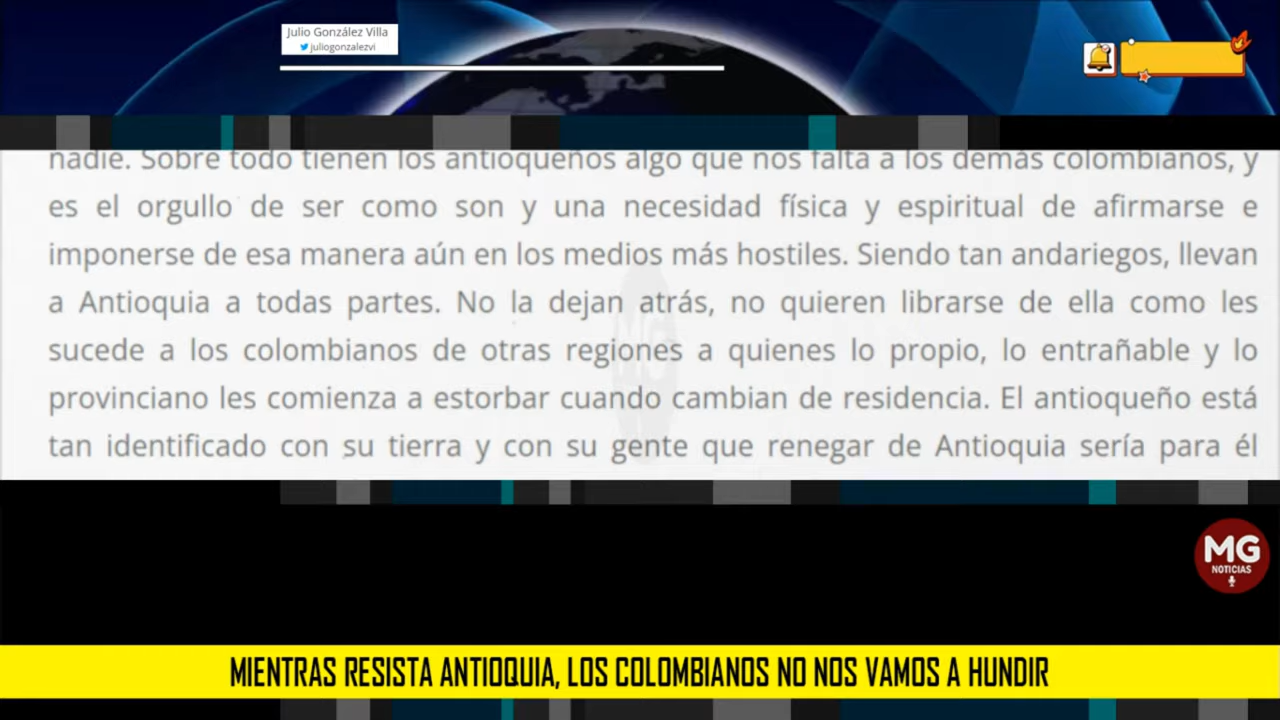 Julio González Villa
juliogonzalezvi
nadie. Sobre todo tienen los antioqueños algo que nos falta a los demás colombianos, y
es el orgullo de ser como son y una necesidad física y espiritual de afirmarse e
imponerse de esa manera aún en los medios más hostiles. Siendo tan andariegos, llevan
a Antioquia a todas partes. No la dejan atrás, no quieren librarse de ella como les
sucede a los colombianos de otras regiones a quienes lo propio, lo entrañable y lo
provinciano les comienza a estorbar cuando cambian de residencia. El antioqueño está
tan identificado con su tierra y con su gente que renegar de Antioquia sería para él
MG
NOTICIAS
MIENTRAS RESISTA ANTIOQUIA, LOS COLOMBIANOS NO NOS VAMOS A HUNDIR